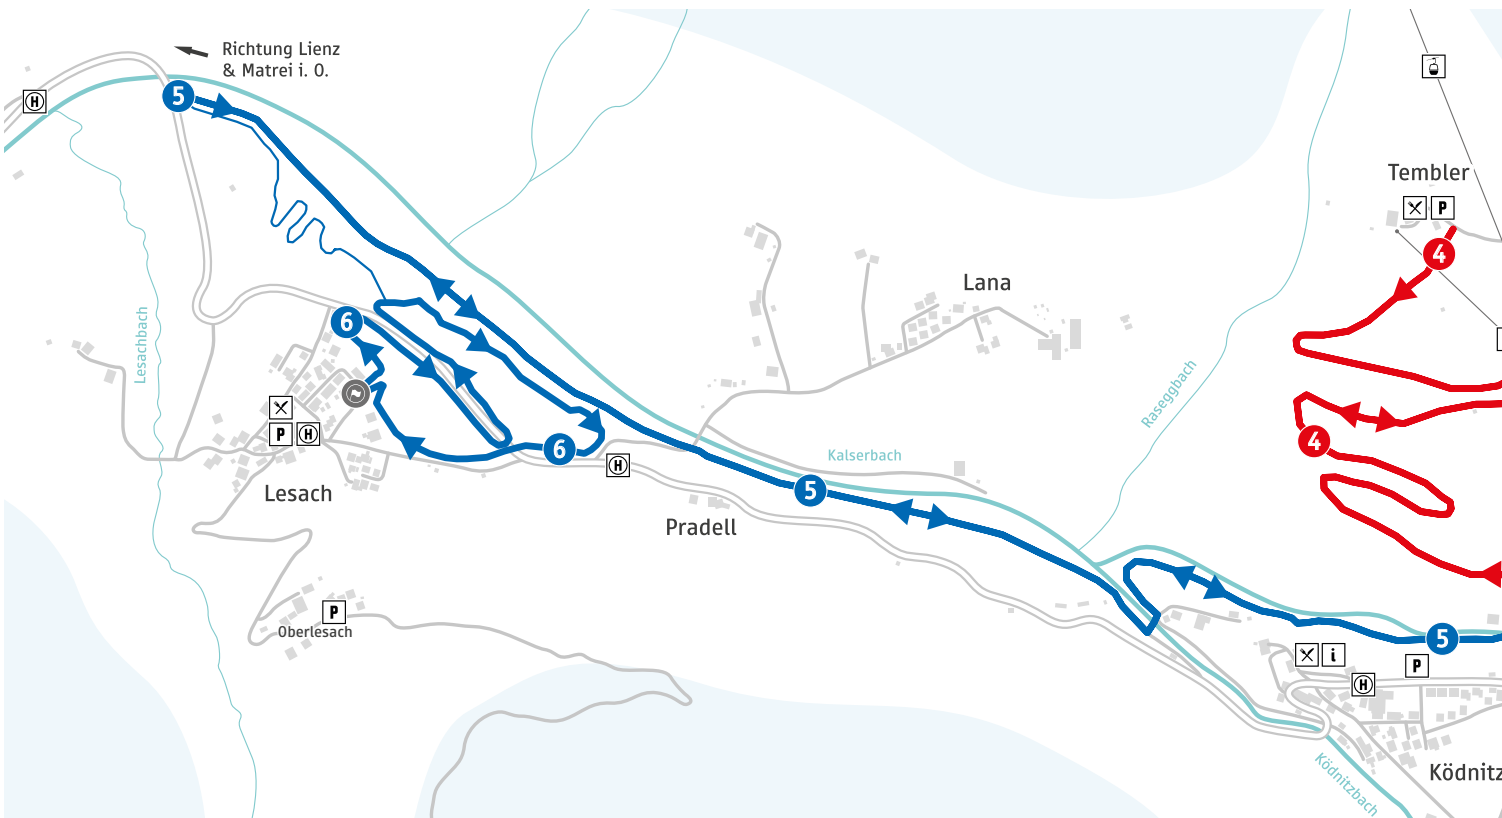 Richtung Lienz
& Matrei i. O.
H
5
Tembler
P
4
Lana
Lesachbach
6
Raseggbach
4
P
H
6
H
Kalserbach
Lesach
5
Pradell
P
Oberlesach
5
i
P
H
Ködnitzbach
Ködnitz